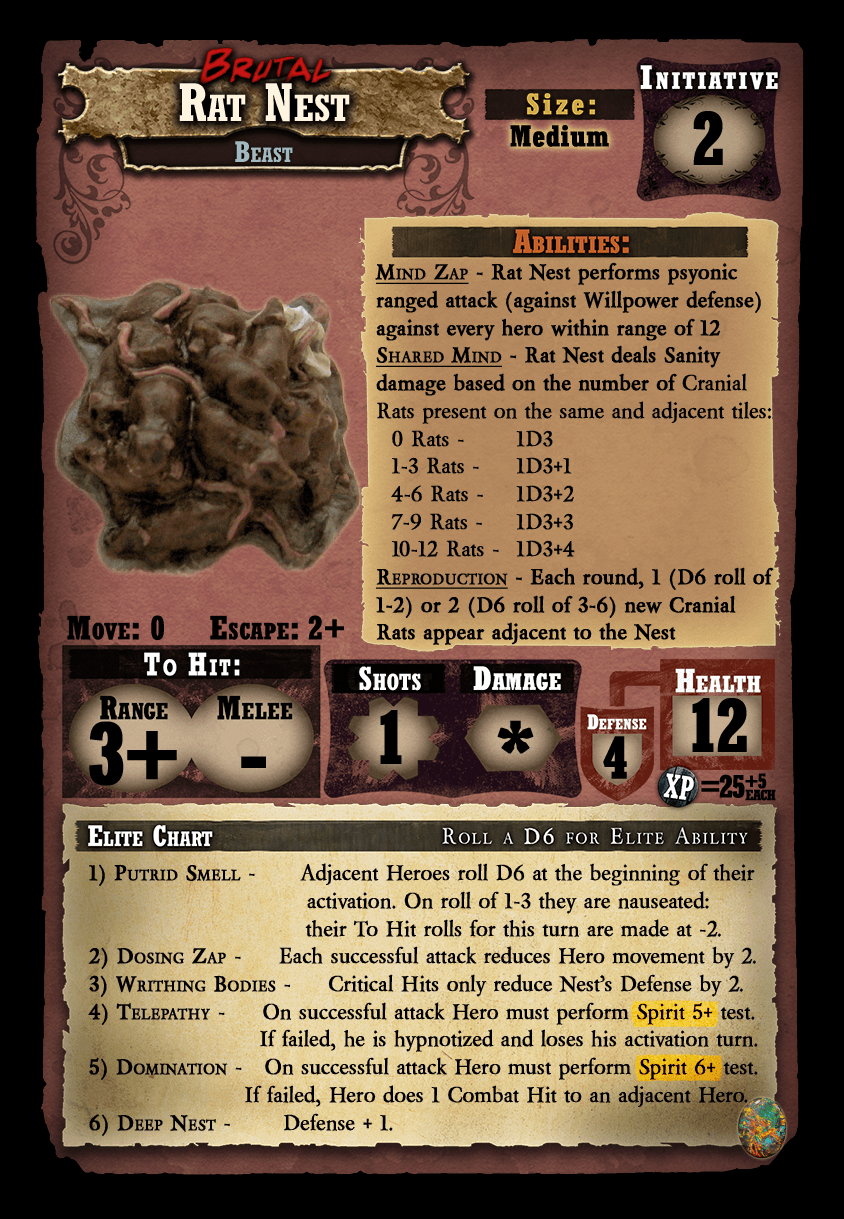 Brutal
Rat Nest
Beast
Size:
Medium
Initiative
2
Abilities:
Mind Zap - Rat Nest performs psyonic
ranged attack (against Willpower defense)
against every hero within range of 12
Shared Mind - Rat Nest deals Sanity
damage based on the number of Cranial
Rats present on the same and adjacent tiles:
0 Rats - 1D3
1-3 Rats - 1D3+1
4-6 Rats - 1D3+2
7-9 Rats - 1D3+3
10-12 Rats - 1D3+4
Reproduction - Each round, 1 (D6 roll of
1-2) or 2 (D6 roll of 3-6) new Cranial
Rats appear adjacent to the Nest
Move: 0 Escape: 2+
To Hit:
Range Melee
3+ -
Shots
1
Damage
*
Defense
4
Health
12
XP =25 +5 each
Elite Chart Roll a D6 for Elite Ability
1) Putrid Smell - Adjacent Heroes roll D6 at the beginning of their
activation. On roll of 1-3 they are nauseated:
their To Hit rolls for this turn are made at -2.
2) Dosing Zap - Each successful attack reduces Hero movement by 2.
3) Writhing Bodies - Critical Hits only reduce Nest's Defense by 2.
4) Telepathy - On successful attack Hero must perform Spirit 5+ test.
If failed, he is hypnotized and loses his activation turn.
5) Domination - On successful attack Hero must perform Spirit 6+ test.
If failed, Hero does 1 Combat Hit to an adjacent Hero.
6) Deep Nest - Defense + 1.